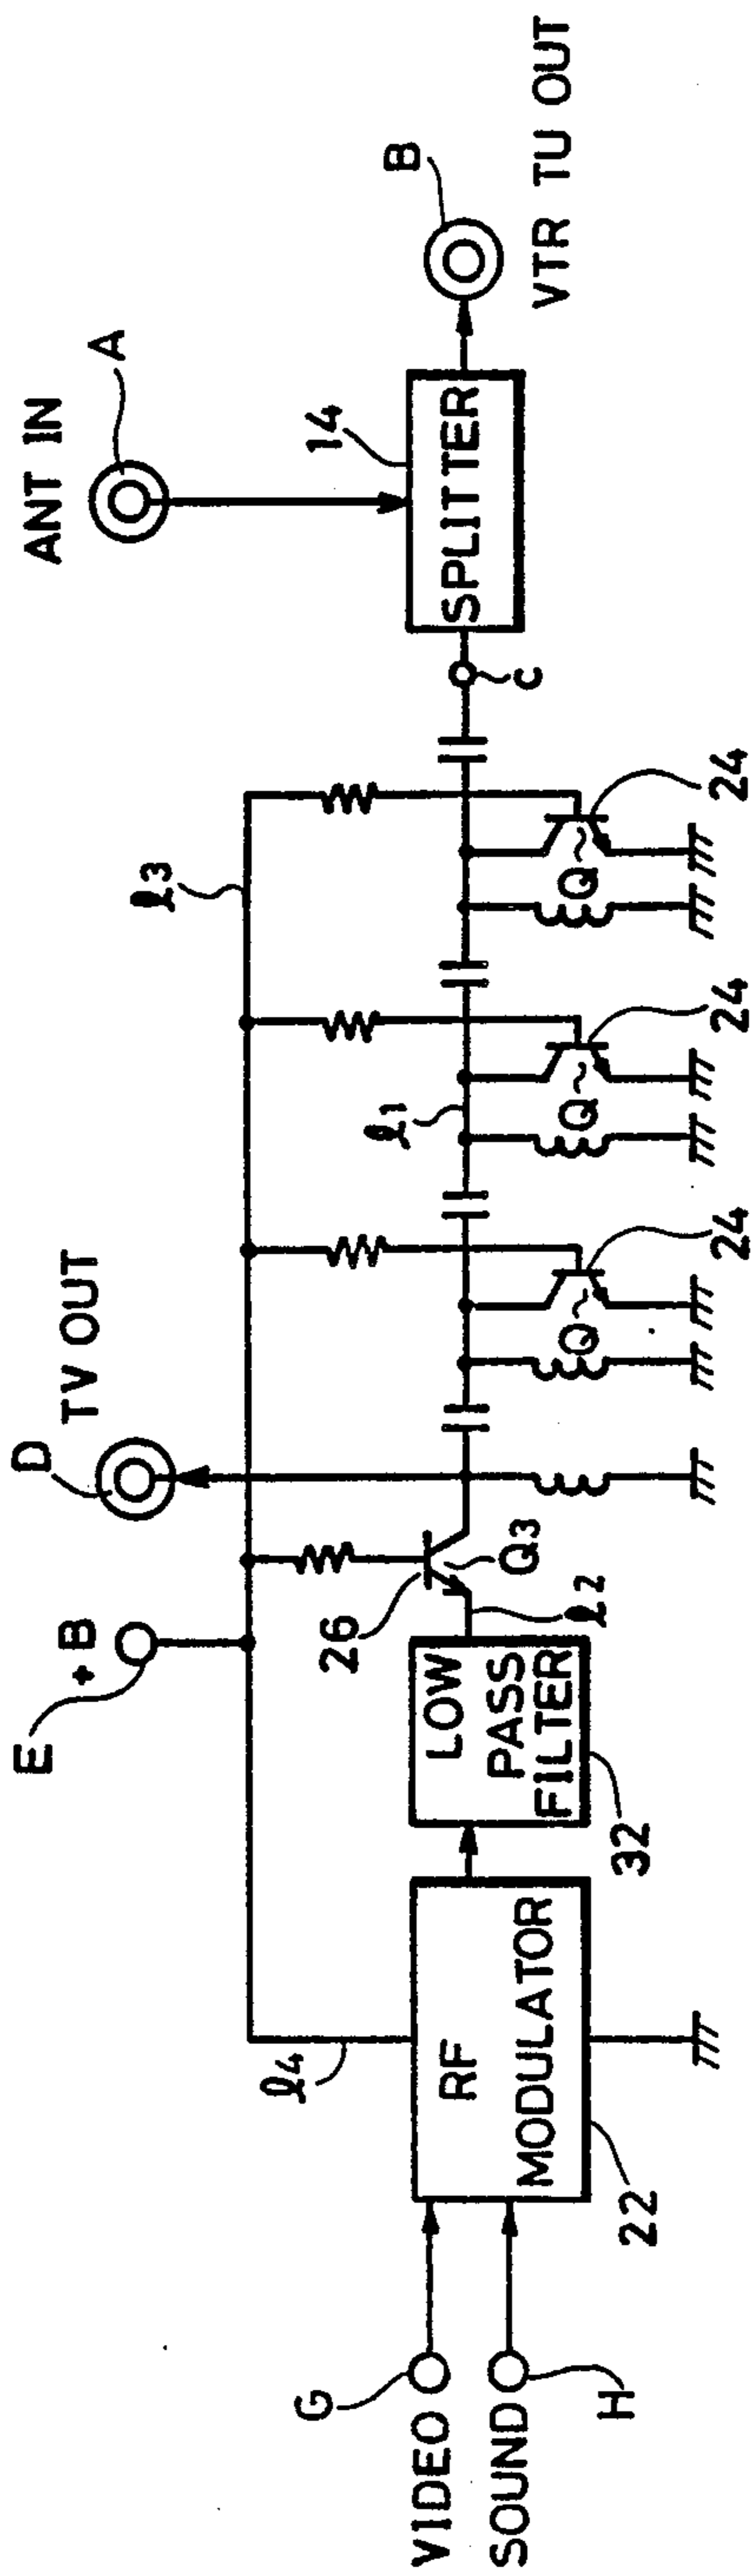 ANT IN
A
14
SPLITTER
B
VTR TU OUT
C
ℓ3
ℓ1
Q
24
Q
24
Q
24
TV OUT
D
E
+B
26
Q3
ℓ2
LOW
PASS
FILTER
32
ℓ4
RF
MODULATOR
22
G
VIDEO
SOUND
H